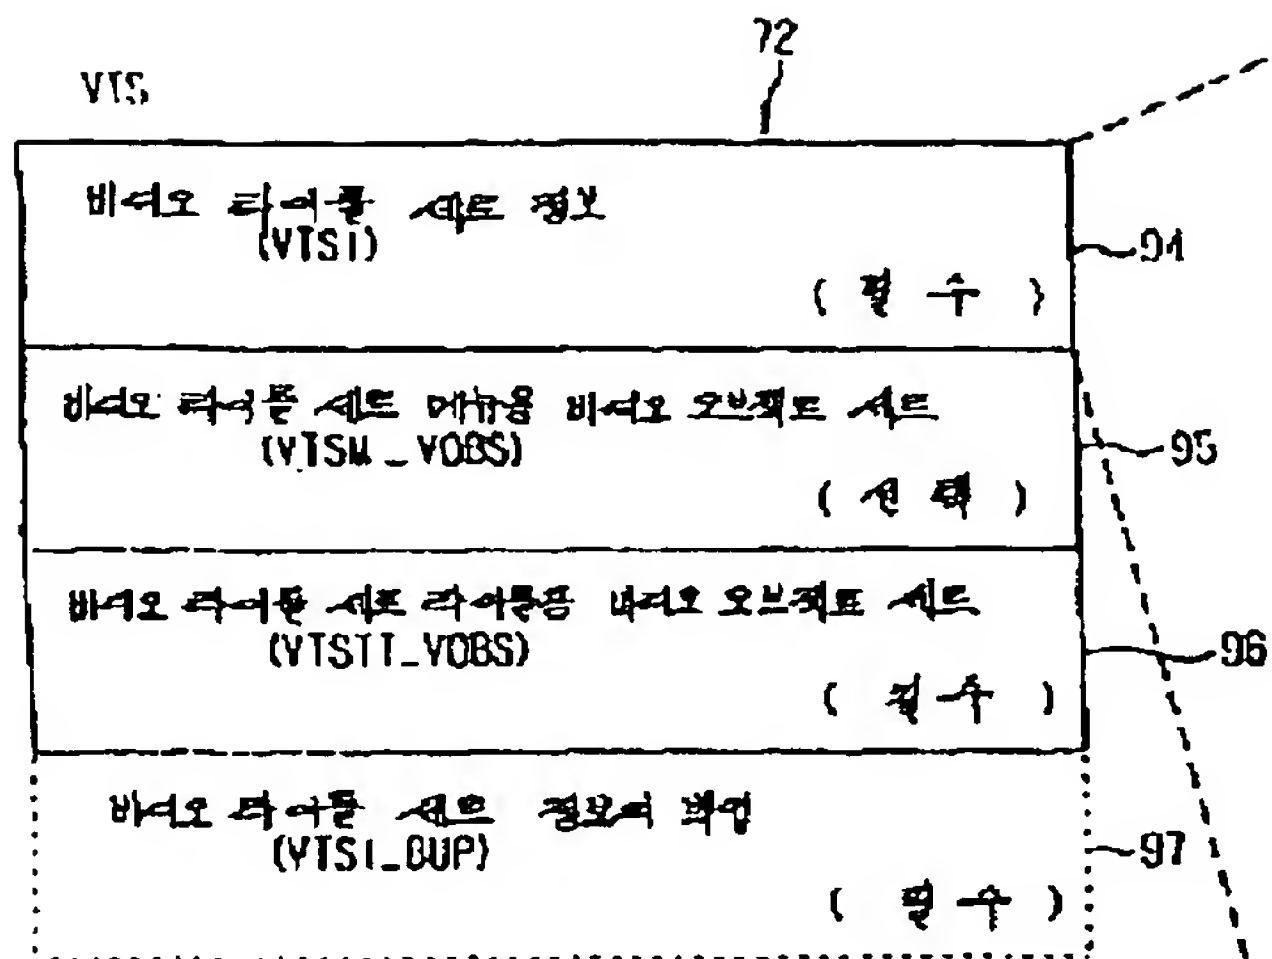 72
VTS
비디오 타이틀 세트 정보
(VTSI)
94
( 필 수 )
비디오 타이틀 세트 메뉴용 비디오 오브젝트 세트
(VTSM_VOBS)
95
( 선 택 )
비디오 타이틀 세트 타이틀용 비디오 오브젝트 세트
(VTSTT_VOBS)
96
( 필 수 )
비디오 타이틀 세트 정보의 백업
(VTSI_BUP)
97
( 필 수 )